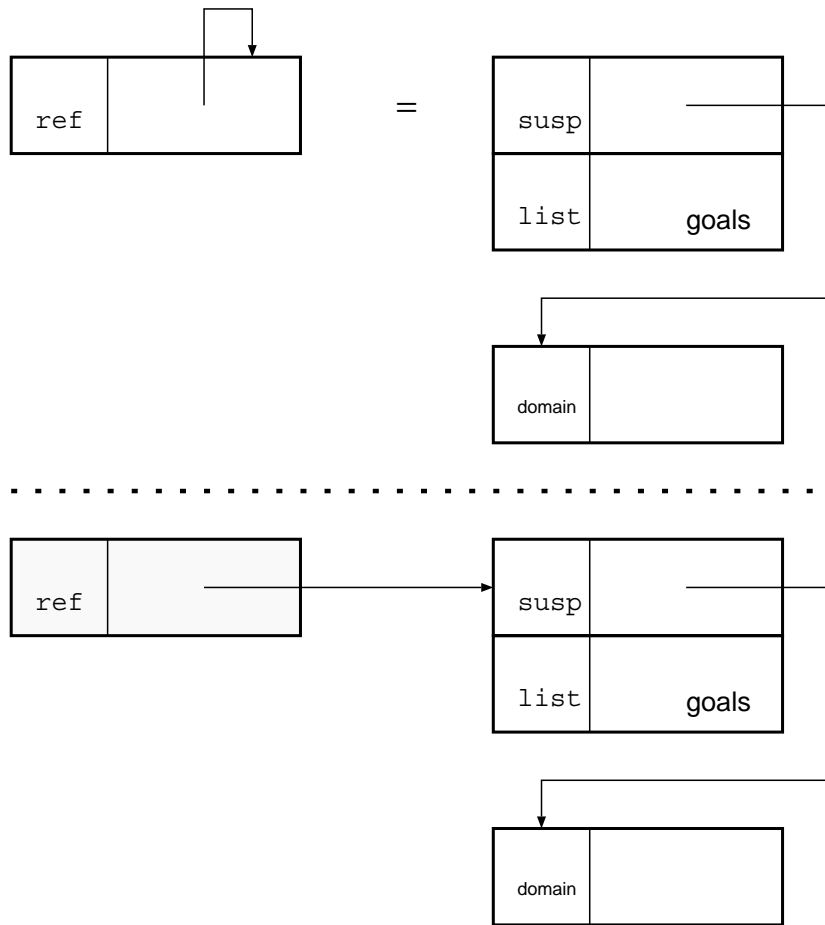 ref = susp
list goals
domain
ref susp
list goals
domain